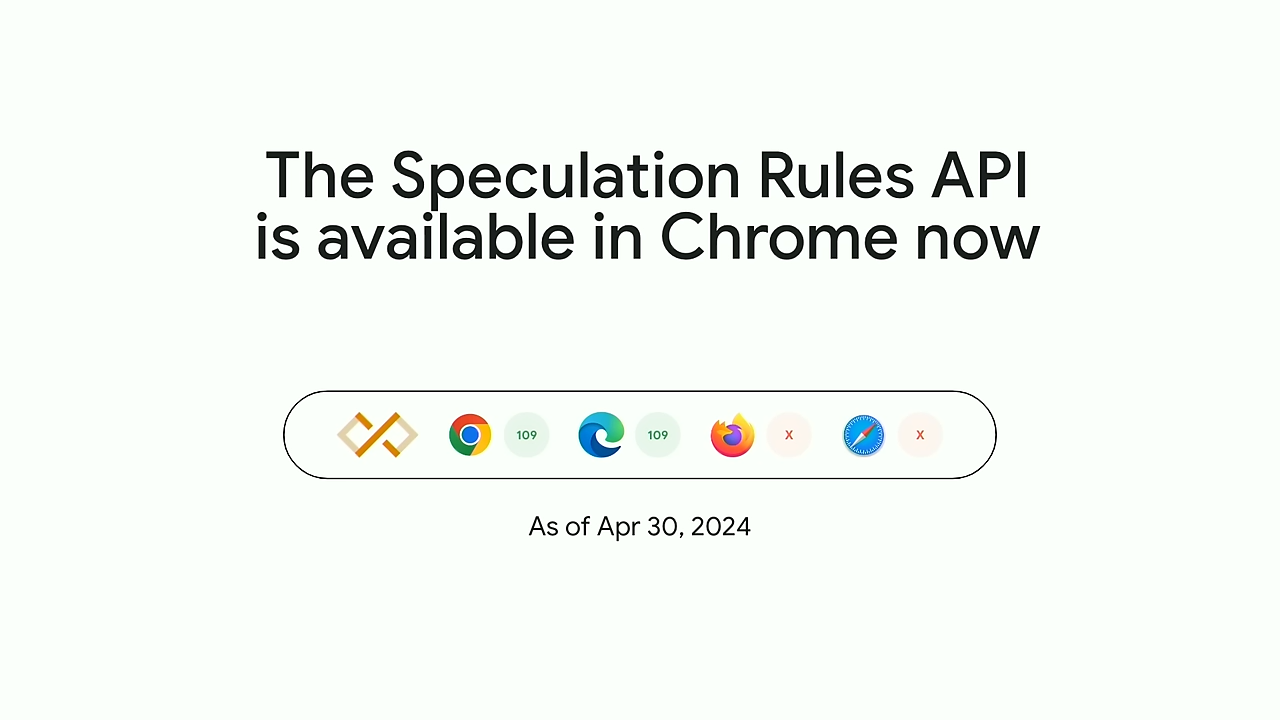 The Speculation Rules API
is available in Chrome now
109 109 X X
As of Apr 30, 2024